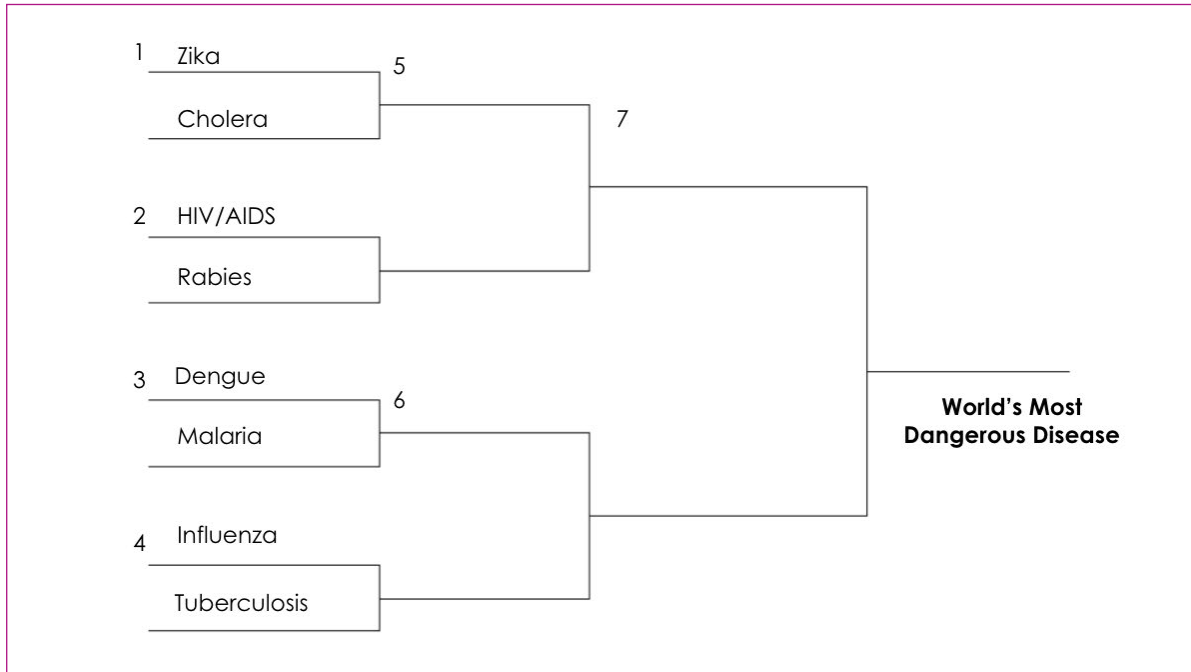 1 Zika
5
Cholera
7
2 HIV/AIDS
Rabies
3 Dengue
6
Malaria
World's Most
Dangerous Disease
4 Influenza
Tuberculosis